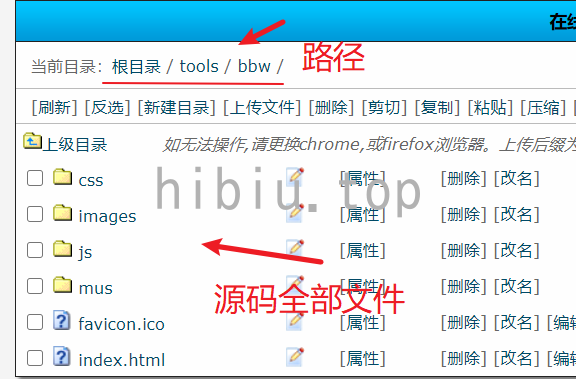 在线
当前目录: 根目录 / tools / bbw /
路径
[刷新] [反选] [新建目录] [上传文件] [删除] [剪切] [复制] [粘贴] [压缩] [
上级目录 如无法操作,请更换chrome,或firefox浏览器。上传后缀为
css [属性] [删除] [改名]
hibiu.top
images [属性] [删除] [改名]
js [属性] [删除] [改名]
mus [属性] [删除] [改名]
源码全部文件
favicon.ico [属性] [删除] [改名] [编辑
index.html [属性] [删除] [改名] [编辑